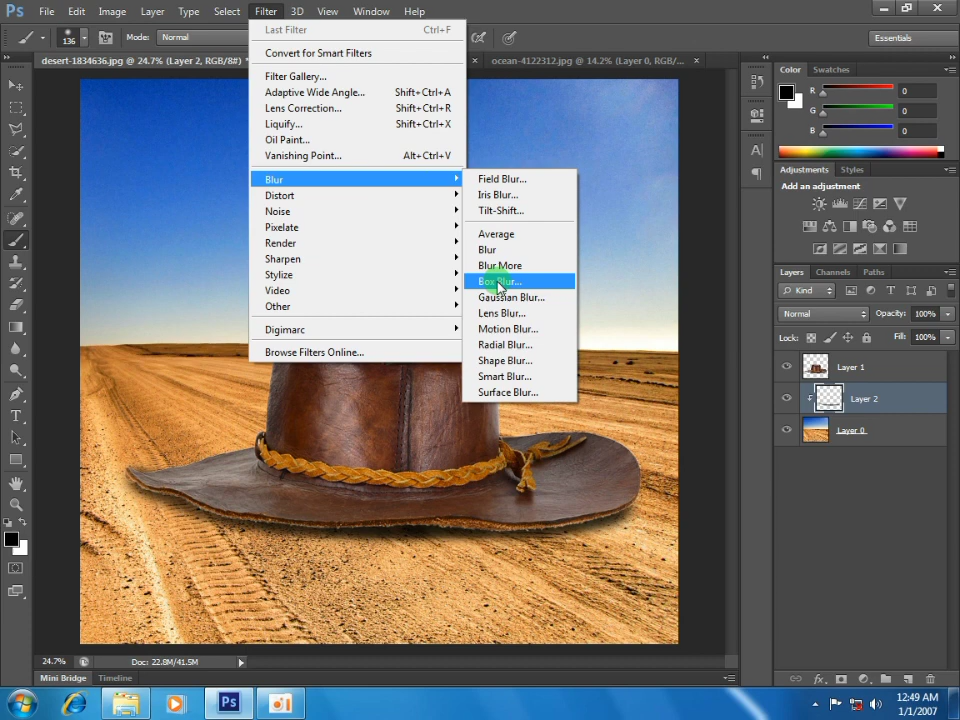 Ps File Edit Image Layer Type Select Filter 3D View Window Help
136 Mode: Normal Essentials
desert-1834636.jpg @ 24.7% (Layer 2, RGB/8#) * ocean-4122312.jpg @ 14.2% (Layer 0, RGB/...
Last Filter Ctrl+F
Convert for Smart Filters
Filter Gallery...
Adaptive Wide Angle... Shift+Ctrl+A
Lens Correction... Shift+Ctrl+R
Liquify... Shift+Ctrl+X
Oil Paint...
Vanishing Point... Alt+Ctrl+V
Blur
Distort
Noise
Pixelate
Render
Sharpen
Stylize
Video
Other
Digimarc
Browse Filters Online...
Field Blur...
Iris Blur...
Tilt-Shift...
Average
Blur
Blur More
Box Blur...
Gaussian Blur...
Lens Blur...
Motion Blur...
Radial Blur...
Shape Blur...
Smart Blur...
Surface Blur...
Color Swatches
R 0
G 0
B 0
Adjustments Styles
Add an adjustment
Layers Channels Paths
Kind
Normal Opacity: 100%
Lock: Fill: 100%
Layer 1
Layer 2
Layer 0
24.7% Doc: 22.8M/41.5M
Mini Bridge Timeline
Ps
12:49 AM
1/1/2007